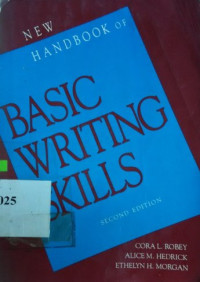 NEW
HANDBOOK OF
BASIC
WRITING
SKILLS
SECOND EDITION
025
CORA L. ROBEY
ALICE M. HEDRICK
ETHELYN H. MORGAN